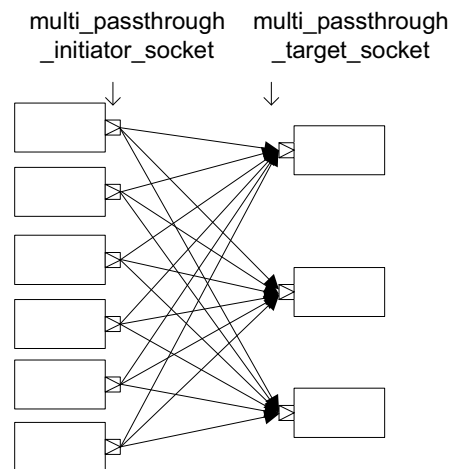 multi_passthrough
_initiator_socket
multi_passthrough
_target_socket